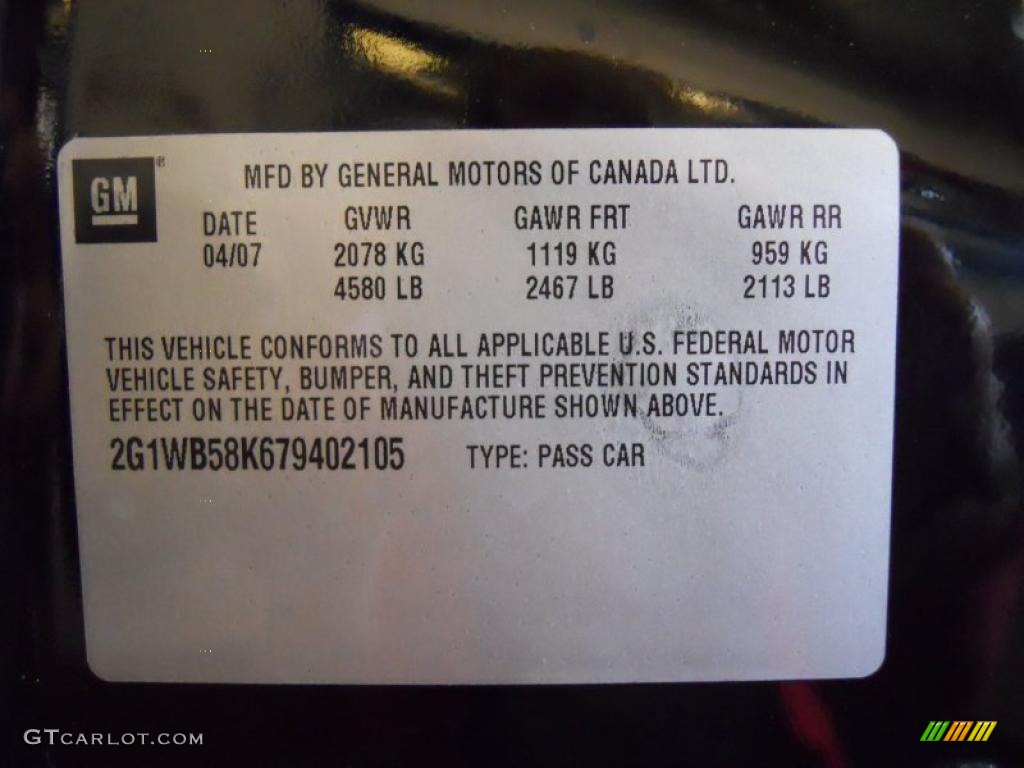 GM ®
MFD BY GENERAL MOTORS OF CANADA LTD.
DATE GVWR GAWR FRT GAWR RR
04/07 2078 KG 1119 KG 959 KG
4580 LB 2467 LB 2113 LB
THIS VEHICLE CONFORMS TO ALL APPLICABLE U.S. FEDERAL MOTOR
VEHICLE SAFETY, BUMPER, AND THEFT PREVENTION STANDARDS IN
EFFECT ON THE DATE OF MANUFACTURE SHOWN ABOVE.
2G1WB58K679402105 TYPE: PASS CAR
GTCARLOT.COM